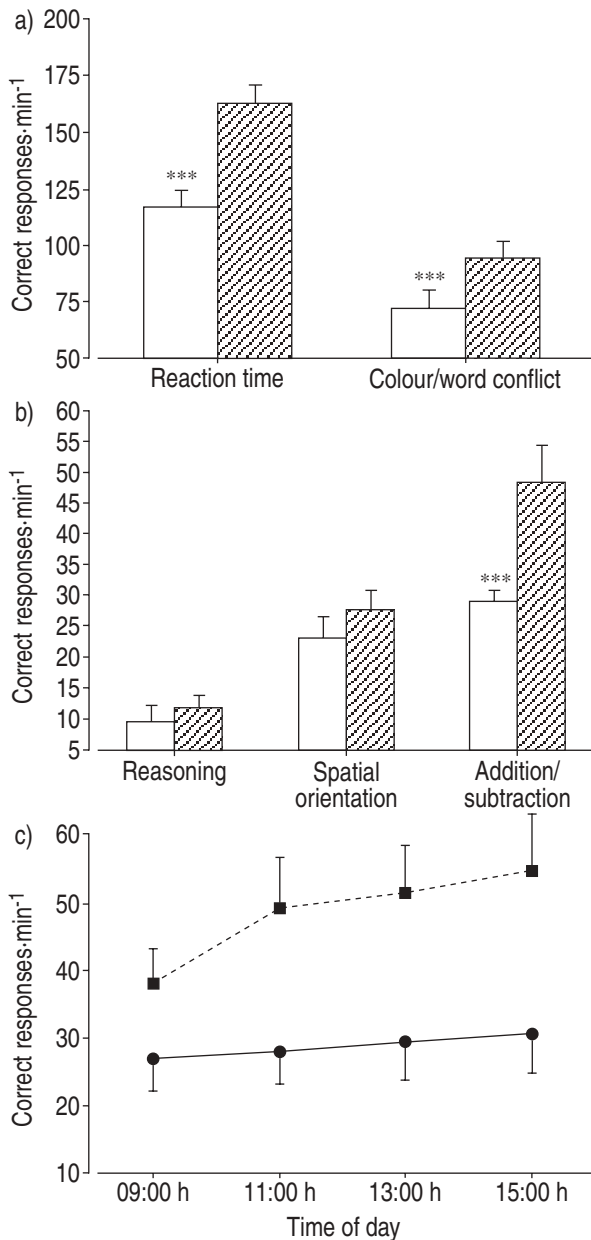 a)
200
175
150
125
100
75
50
Correct responses·min⁻¹
***
***
Reaction time Colour/word conflict
b)
60
55
50
45
40
35
30
25
20
15
10
5
Correct responses·min⁻¹
***
Reasoning Spatial Addition/
orientation subtraction
c)
60
50
40
30
20
10
Correct responses·min⁻¹
09:00 h 11:00 h 13:00 h 15:00 h
Time of day